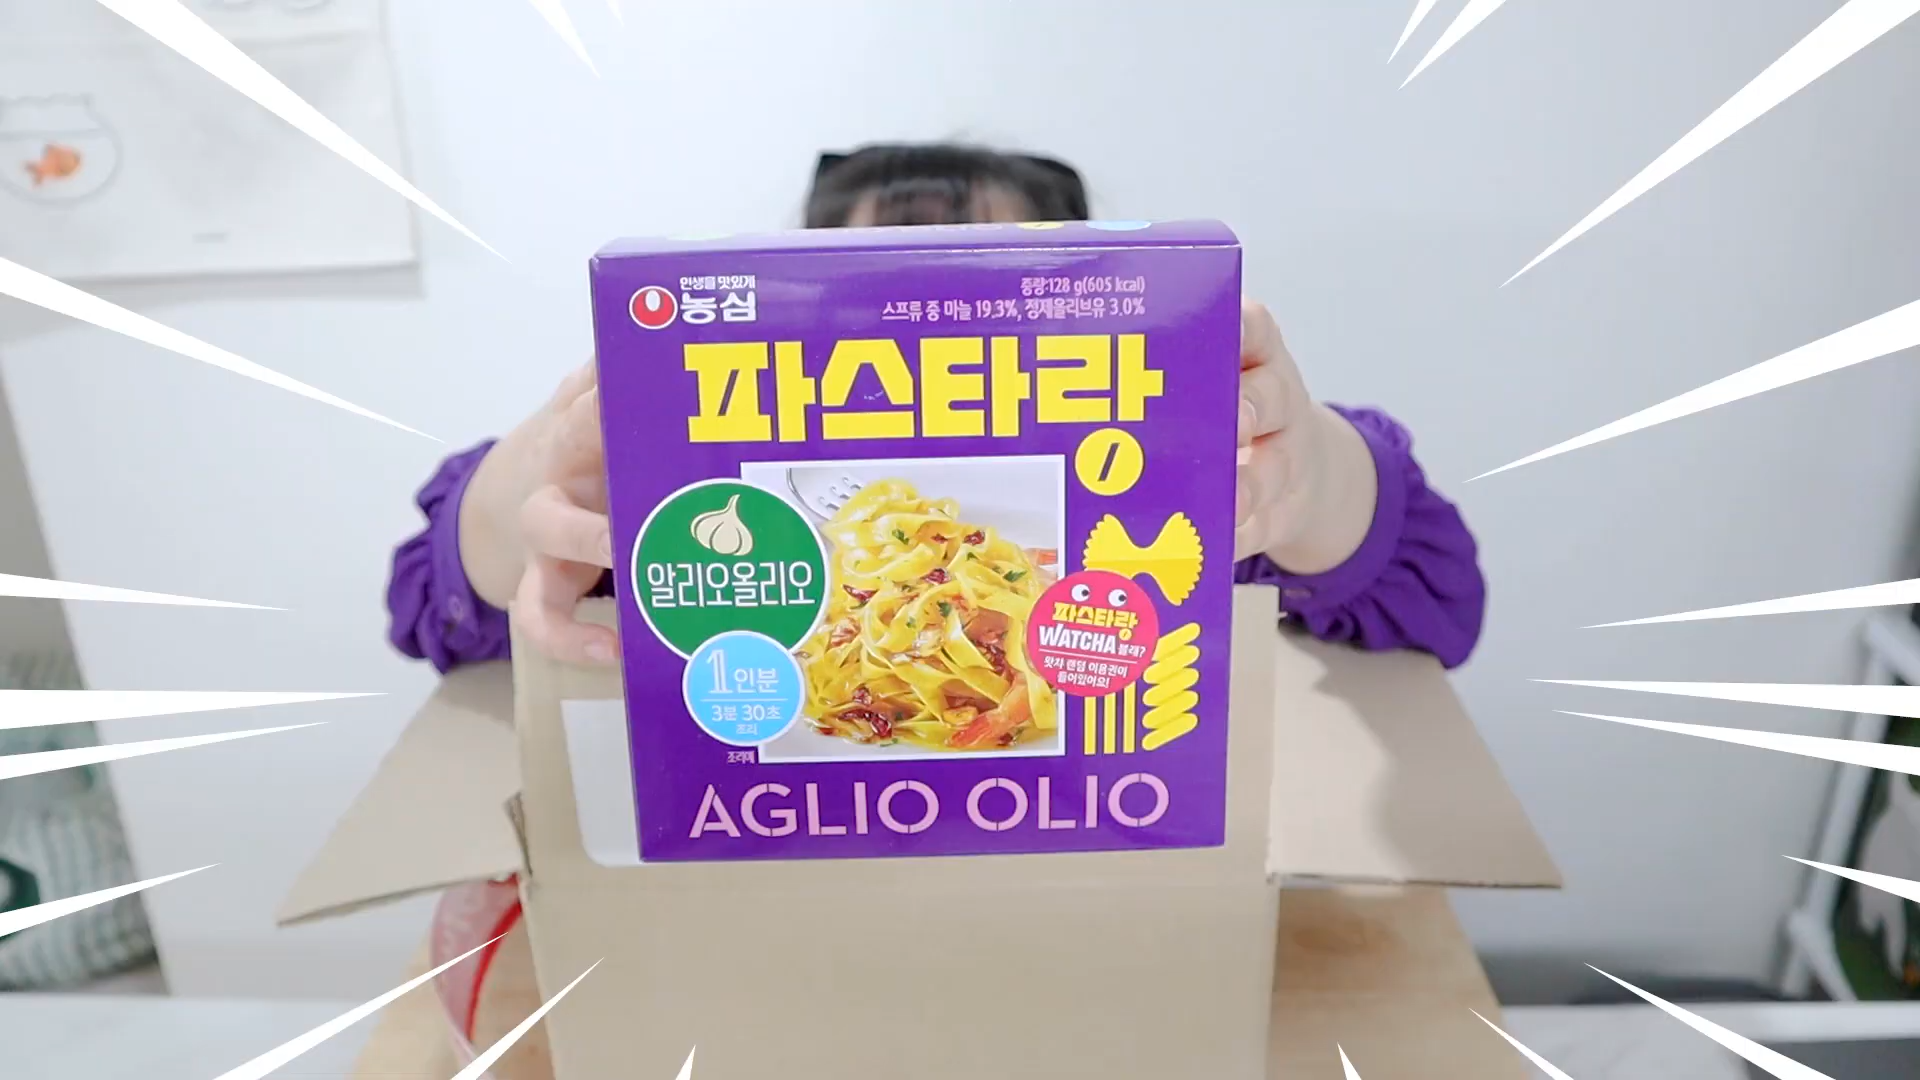 인생을 맛있게
농심
중량:128 g(605 kcal)
스프류 중 마늘 19.3%, 정제올리브유 3.0%
파스타랑
알리오올리오
1인분
3분 30초
조리
조리예
파스타랑
WATCHA 볼래?
왓챠 랜덤 이용권이
들어있어요!
AGLIO OLIO